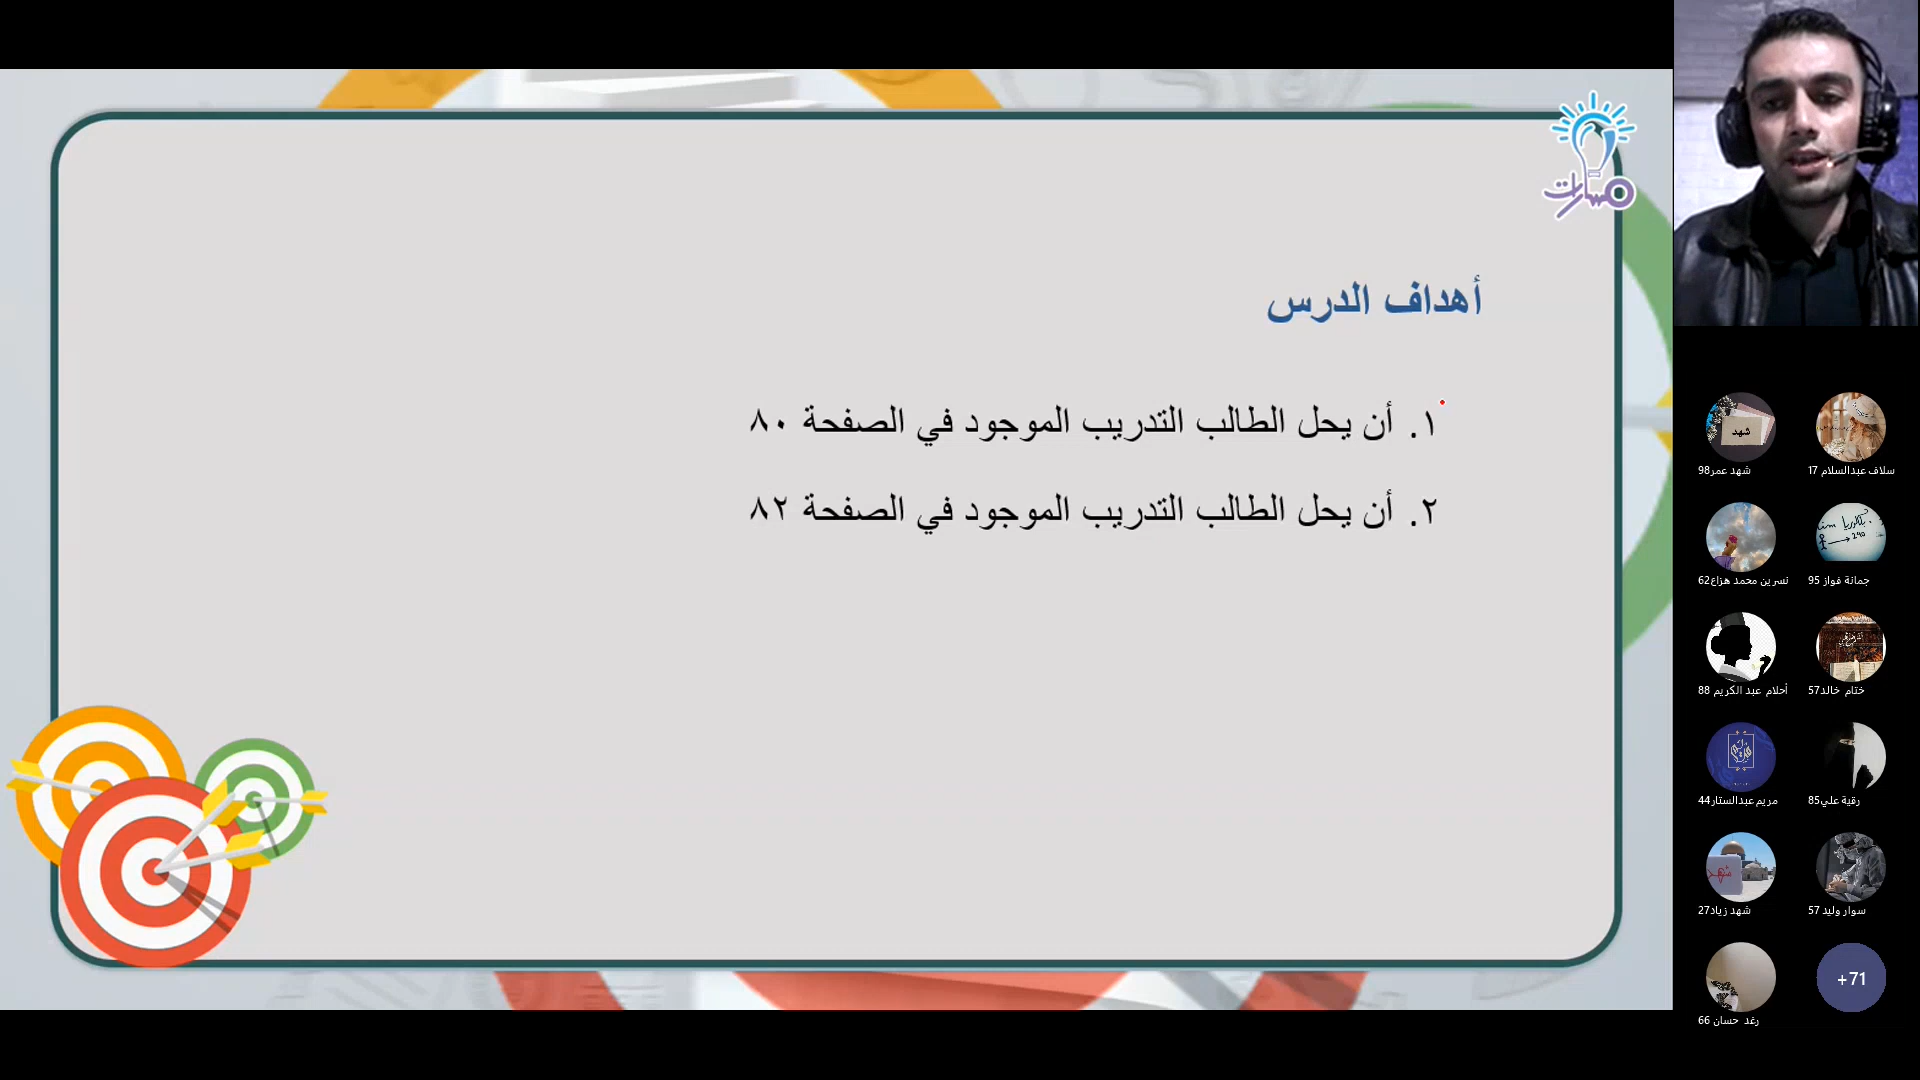 مسارات
أهداف الدرس
١. أن يحل الطالب التدريب الموجود في الصفحة ٨٠
٢. أن يحل الطالب التدريب الموجود في الصفحة ٨٢
شهد
شهد عمر98
سلاف عبدالسلام 17
نسرين محمد هزاع62
جمانة فواز 95
أحلام عبد الكريم 88
ختام خالد57
مريم عبدالستار44
رقية علي85
شهد زياد27
سوار وليد 57
رغد حسان 66
+71